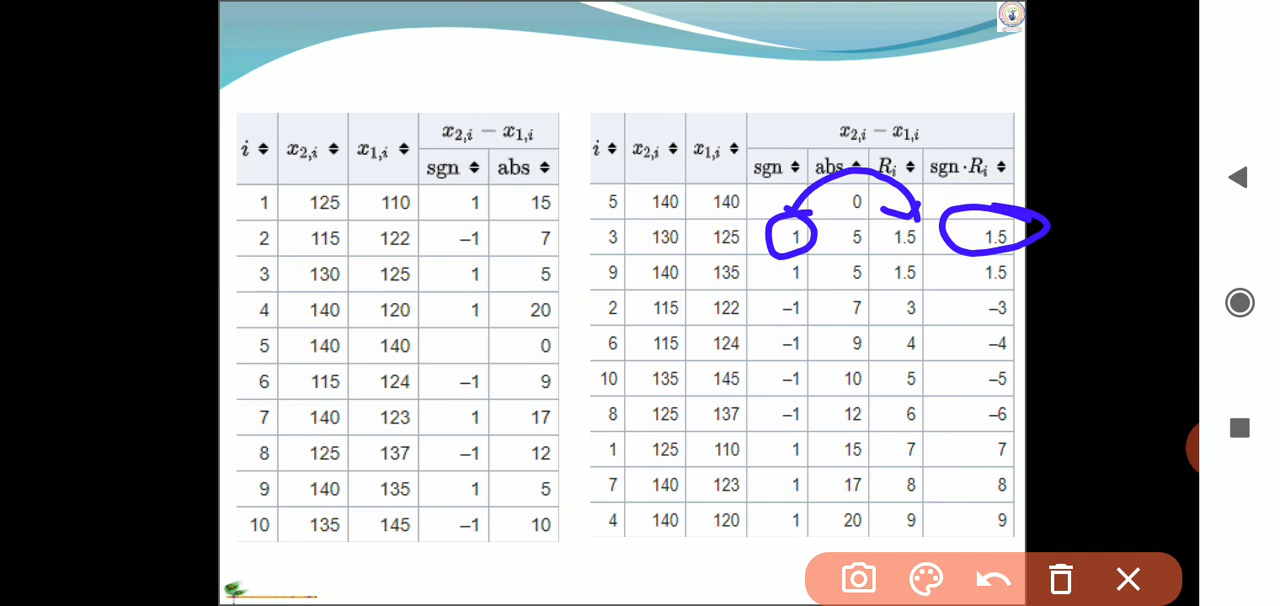 i x₂,ᵢ x₁,ᵢ x₂,ᵢ − x₁,ᵢ
sgn abs
1 125 110 1 15
2 115 122 –1 7
3 130 125 1 5
4 140 120 1 20
5 140 140 0
6 115 124 –1 9
7 140 123 1 17
8 125 137 –1 12
9 140 135 1 5
10 135 145 –1 10
i x₂,ᵢ x₁,ᵢ x₂,ᵢ − x₁,ᵢ
sgn abs Rᵢ sgn·Rᵢ
5 140 140 0
3 130 125 1 5 1.5 1.5
9 140 135 1 5 1.5 1.5
2 115 122 –1 7 3 –3
6 115 124 –1 9 4 –4
10 135 145 –1 10 5 –5
8 125 137 –1 12 6 –6
1 125 110 1 15 7 7
7 140 123 1 17 8 8
4 140 120 1 20 9 9